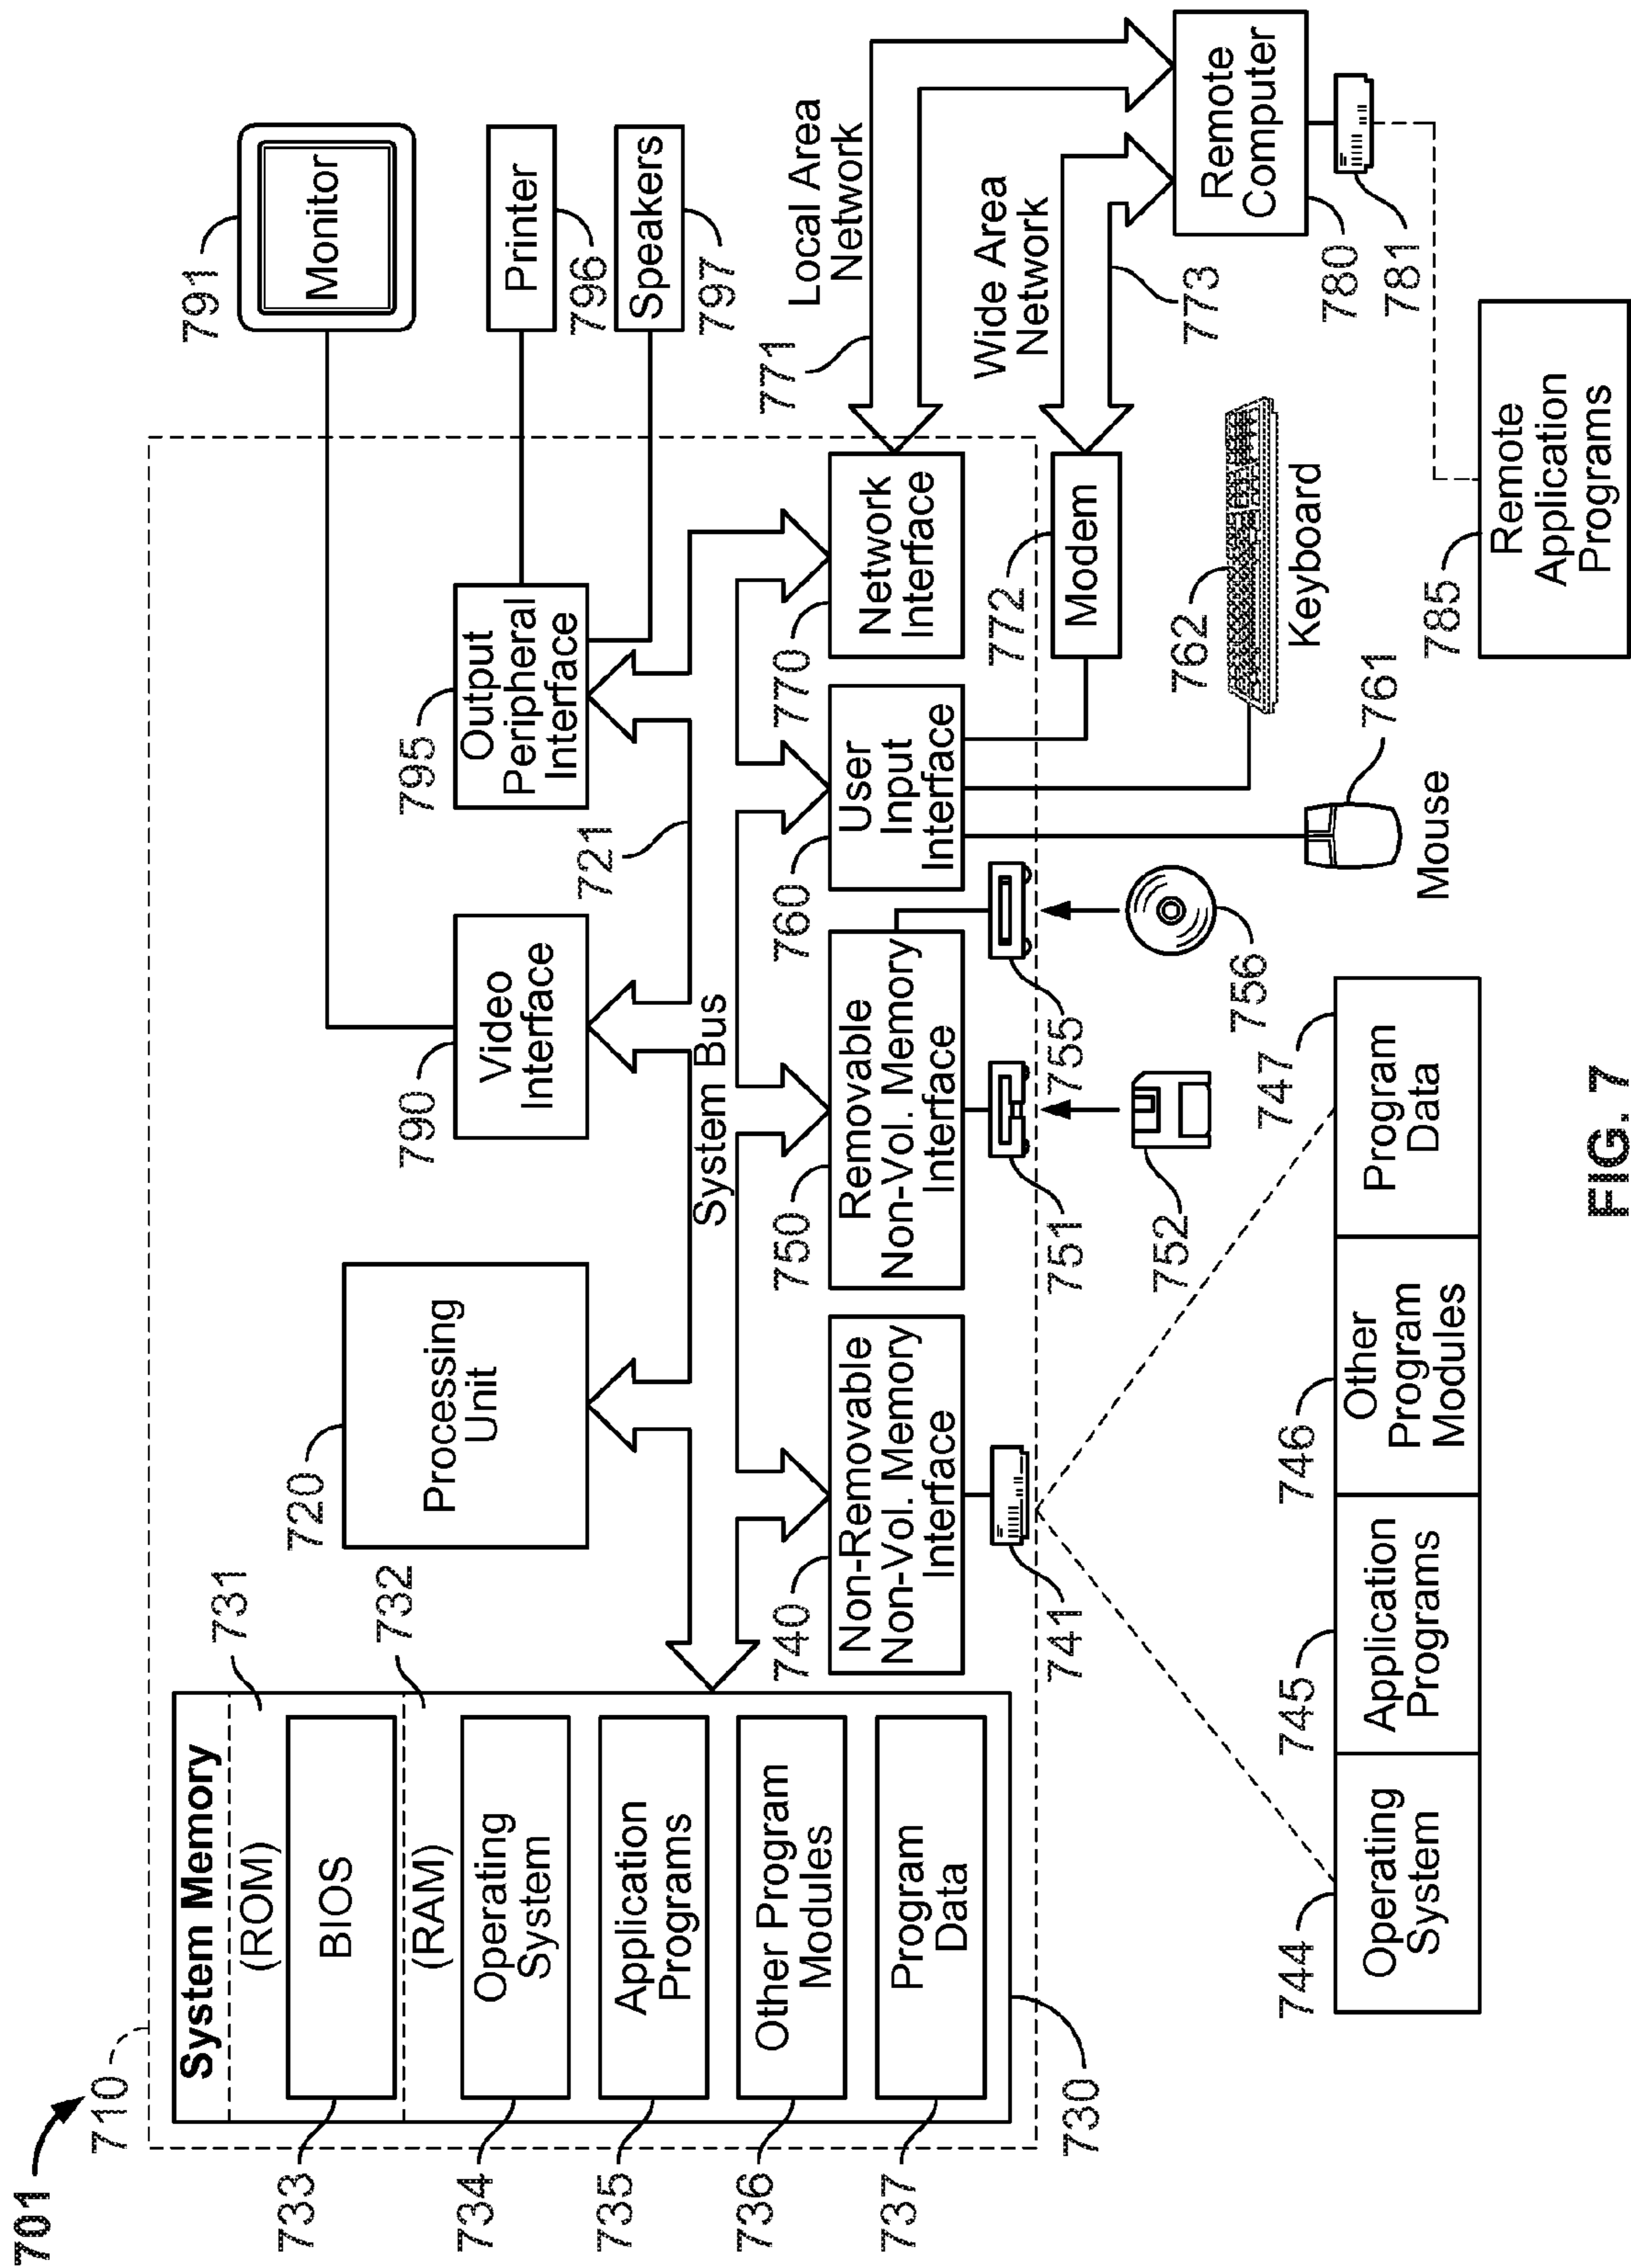 701
710
System Memory
(ROM)
731
733
BIOS
(RAM)
732
734
Operating
System
735
Application
Programs
736
Other Program
Modules
737
Program
Data
730
720
Processing
Unit
790
Video
Interface
721
System Bus
795
Output
Peripheral
Interface
791
Monitor
Printer
796
Speakers
797
740
Non-Removable
Non-Vol. Memory
Interface
741
750
Removable
Non-Vol. Memory
Interface
751
755
752
756
760
User
Input
Interface
770
Network
Interface
771
Local Area
Network
772
Modem
Wide Area
Network
773
Remote
Computer
780
781
762
Keyboard
761
Mouse
785
Remote
Application
Programs
744
Operating
System
745
Application
Programs
746
Other
Program
Modules
747
Program
Data
FIG. 7